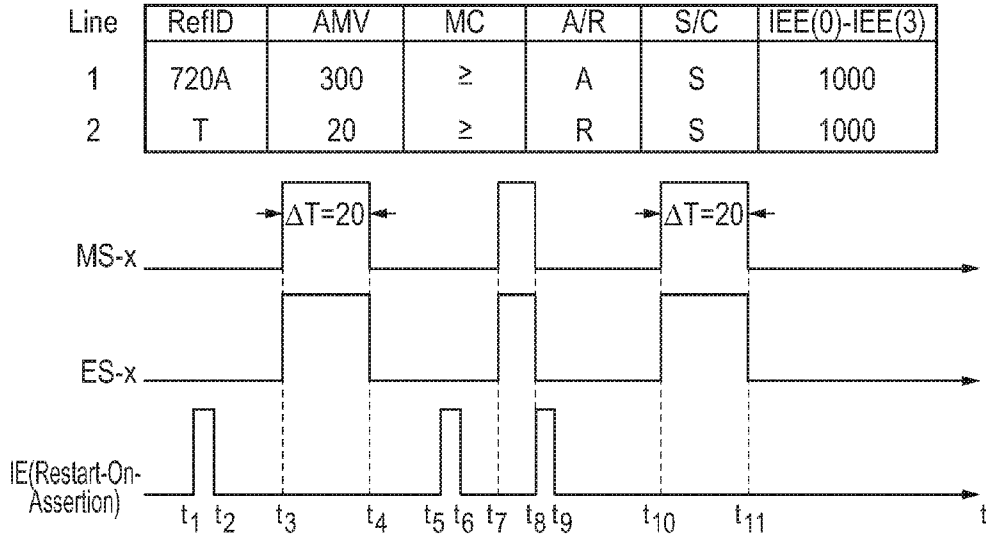 Line RefID AMV MC A/R S/C IEE(0)-IEE(3)
1 720A 300 ≥ A S 1000
2 T 20 ≥ R S 1000
ΔT=20 ΔT=20
MS-x
ES-x
IE(Restart-On-
Assertion)
t1 t2 t3 t4 t5 t6 t7 t8 t9 t10 t11 t